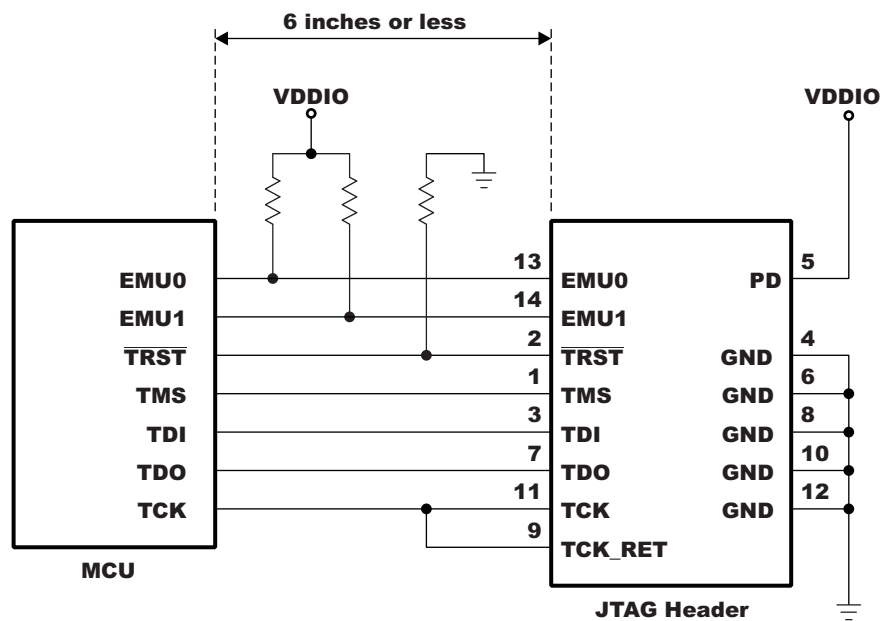 6 inches or less
VDDIO
VDDIO
13
5
EMU0
EMU0
PD
14
EMU1
EMU1
2
4
TRST
TRST
GND
1
6
TMS
TMS
GND
3
8
TDI
TDI
GND
7
10
TDO
TDO
GND
11
12
TCK
TCK
GND
9
TCK_RET
MCU
JTAG Header